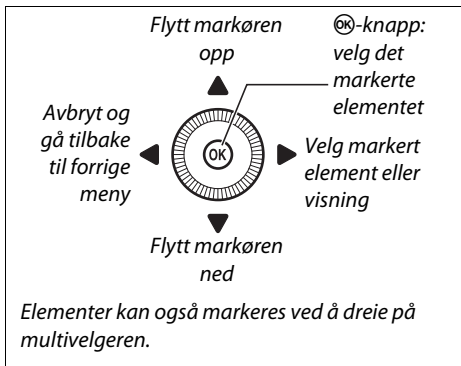 Flytt markøren
opp
OK-knapp:
velg det
markerte
elementet
Avbryt og
gå tilbake
til forrige
meny
OK
Velg markert
element eller
visning
Flytt markøren
ned
Elementer kan også markeres ved å dreie på
multivelgeren.